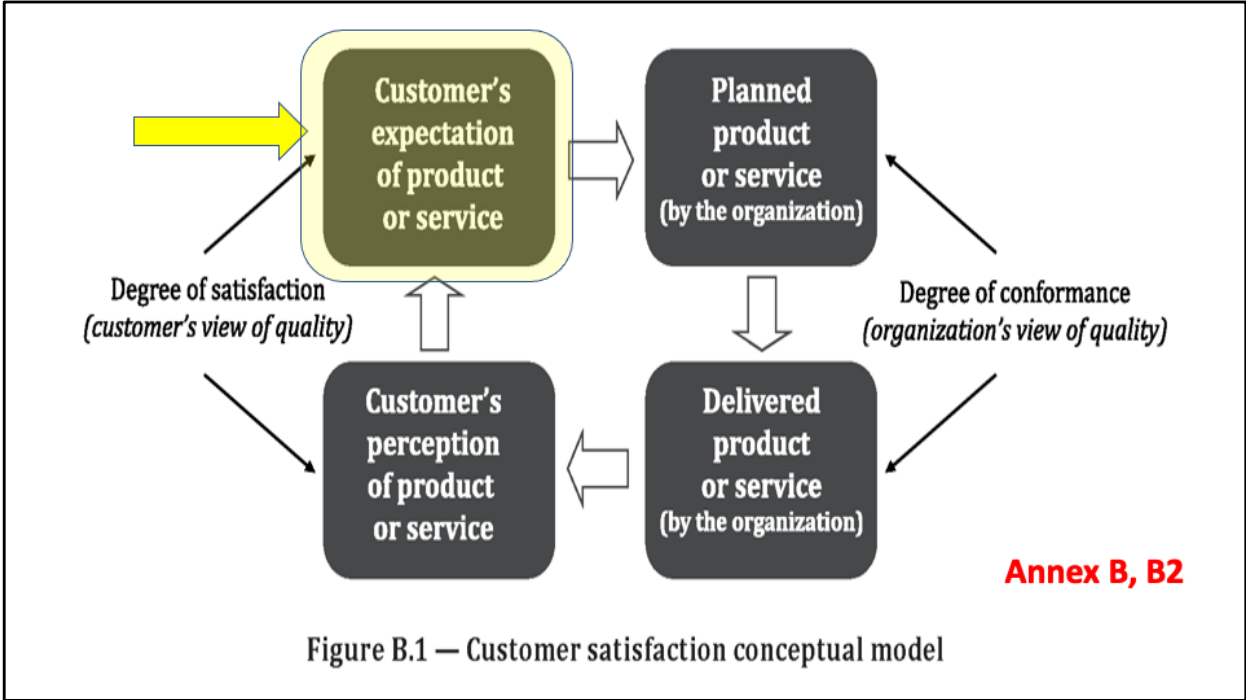 Customer’s
expectation
of product
or service
Planned
product
or service
(by the organization)
Degree of satisfaction
(customer’s view of quality)
Degree of conformance
(organization’s view of quality)
Customer’s
perception
of product
or service
Delivered
product
or service
(by the organization)
Annex B, B2
Figure B.1 — Customer satisfaction conceptual model